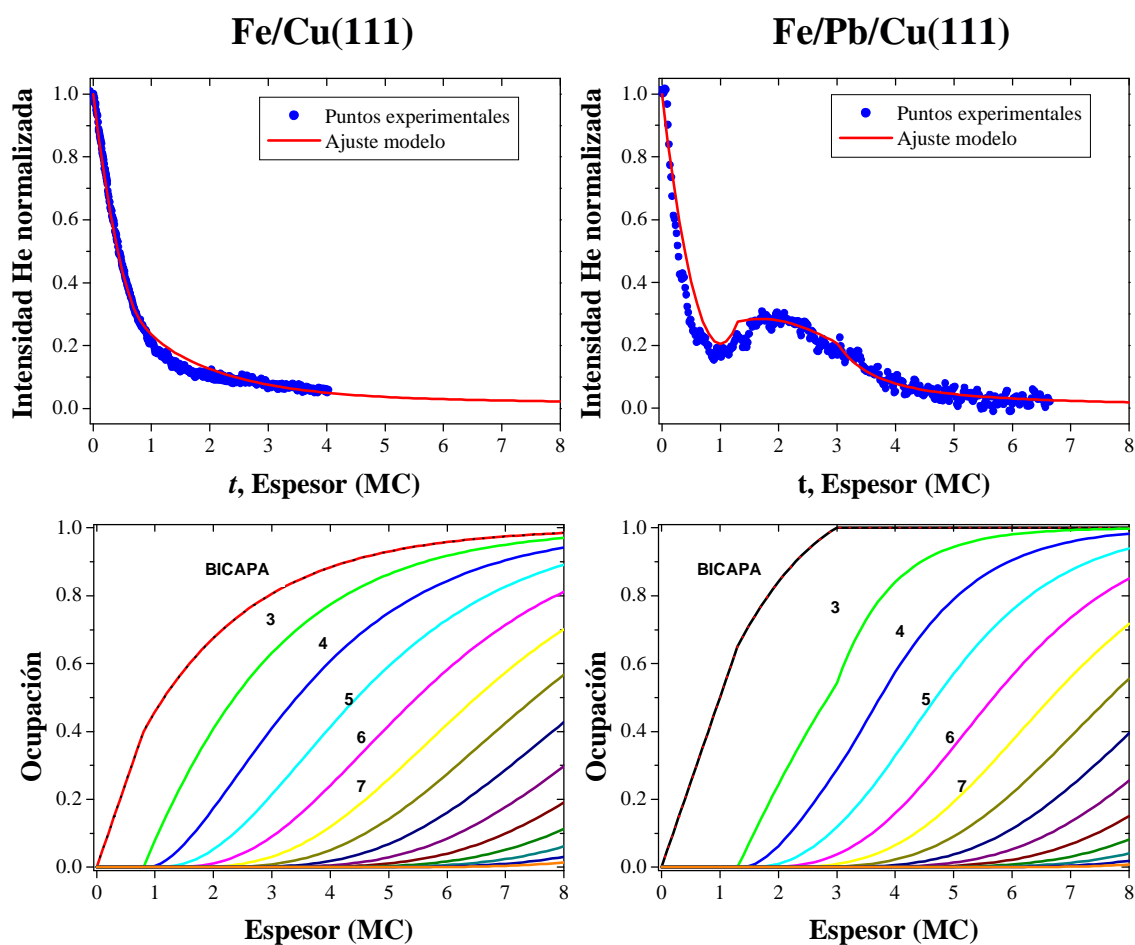 Fe/Cu(111)
Fe/Pb/Cu(111)
Intensidad He normalizada
1.0
0.8
0.6
0.4
0.2
0.0
Puntos experimentales
Ajuste modelo
0 1 2 3 4 5 6 7 8
t, Espesor (MC)
Intensidad He normalizada
1.0
0.8
0.6
0.4
0.2
0.0
Puntos experimentales
Ajuste modelo
0 1 2 3 4 5 6 7 8
t, Espesor (MC)
Ocupación
1.0
0.8
0.6
0.4
0.2
0.0
BICAPA
3
4
5
6
7
0 1 2 3 4 5 6 7 8
Espesor (MC)
Ocupación
1.0
0.8
0.6
0.4
0.2
0.0
BICAPA
3
4
5
6
7
0 1 2 3 4 5 6 7 8
Espesor (MC)